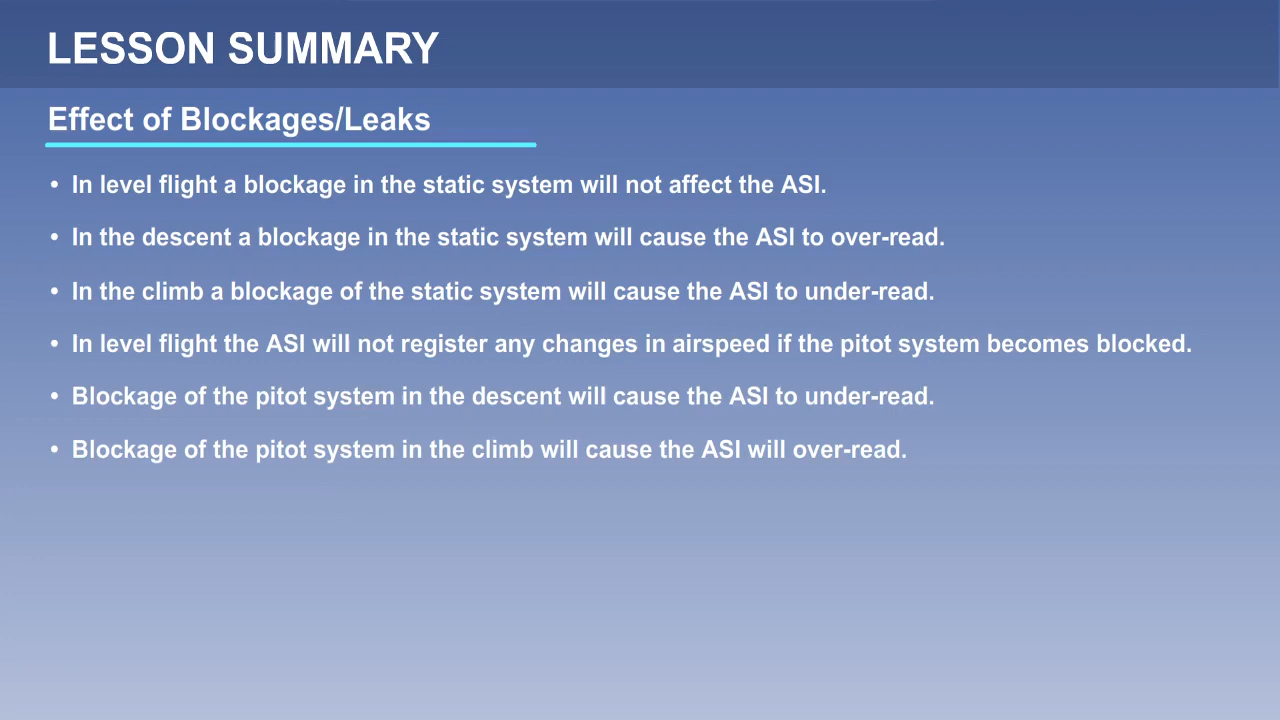 LESSON SUMMARY
Effect of Blockages/Leaks
• In level flight a blockage in the static system will not affect the ASI.
• In the descent a blockage in the static system will cause the ASI to over-read.
• In the climb a blockage of the static system will cause the ASI to under-read.
• In level flight the ASI will not register any changes in airspeed if the pitot system becomes blocked.
• Blockage of the pitot system in the descent will cause the ASI to under-read.
• Blockage of the pitot system in the climb will cause the ASI will over-read.